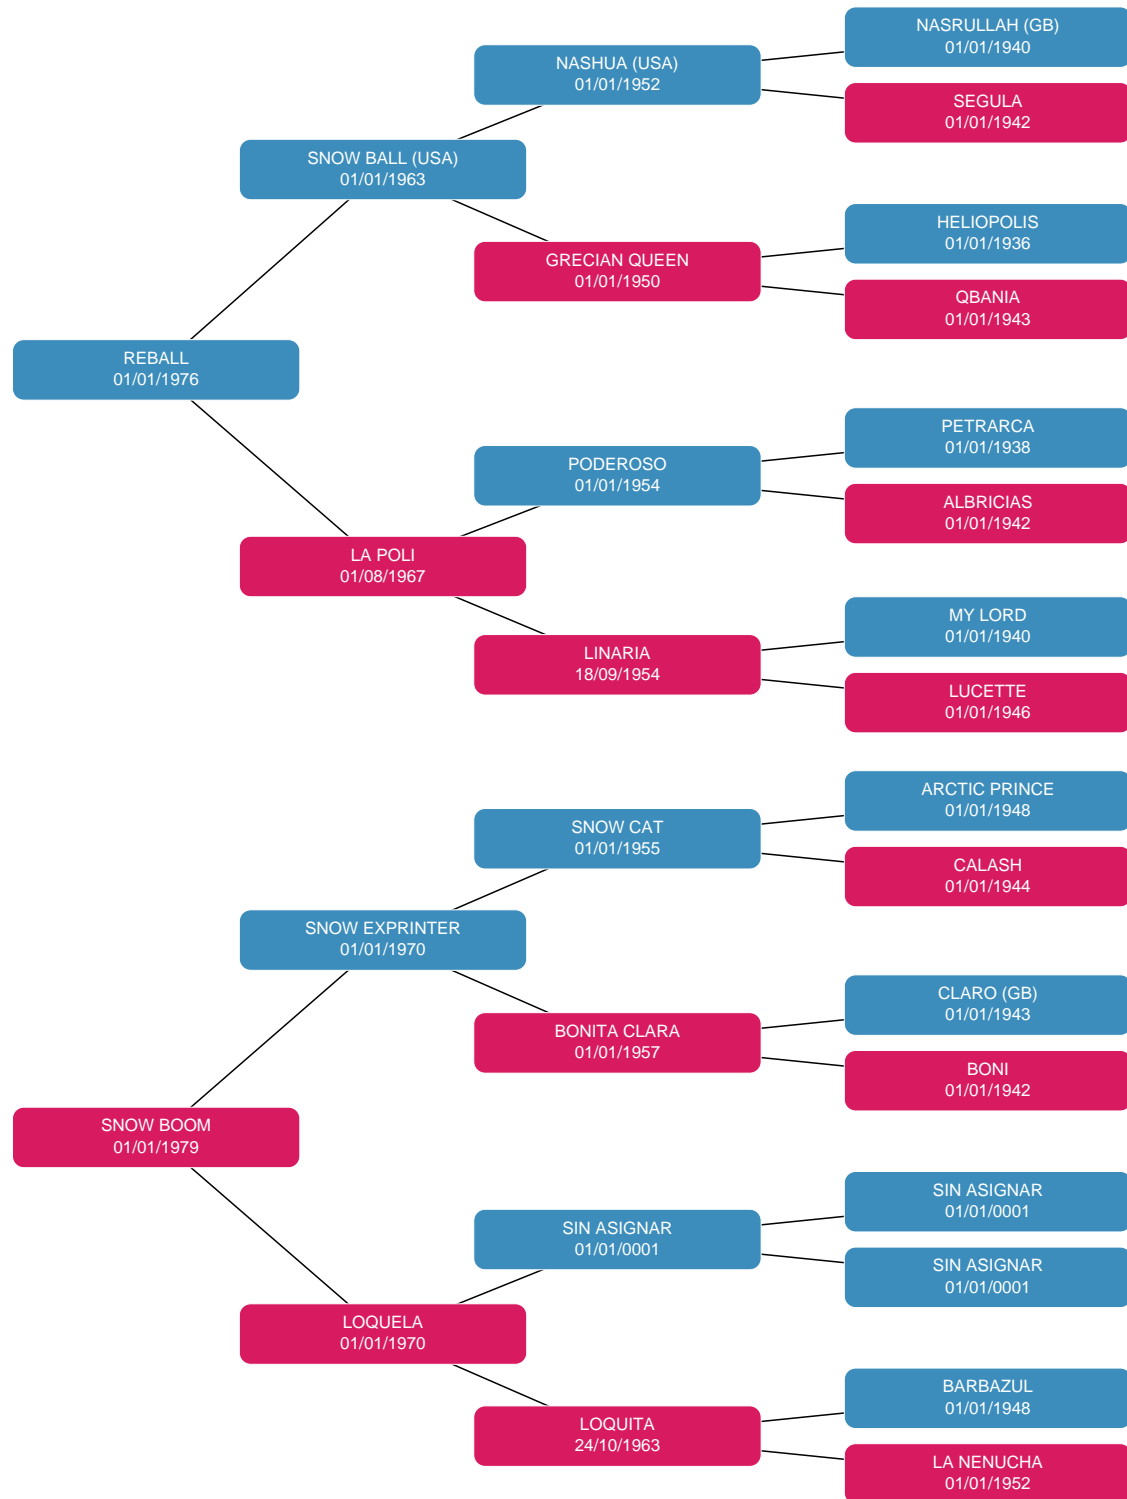 NASRULLAH (GB)
01/01/1940
NASHUA (USA)
01/01/1952
SEGULA
01/01/1942
SNOW BALL (USA)
01/01/1963
HELIOPOLIS
01/01/1936
GRECIAN QUEEN
01/01/1950
QBANIA
01/01/1943
REBALL
01/01/1976
PETRARCA
01/01/1938
PODEROSO
01/01/1954
ALBRICIAS
01/01/1942
LA POLI
01/08/1967
MY LORD
01/01/1940
LINARIA
18/09/1954
LUCETTE
01/01/1946
ARCTIC PRINCE
01/01/1948
SNOW CAT
01/01/1955
CALASH
01/01/1944
SNOW EXPRINTER
01/01/1970
CLARO (GB)
01/01/1943
BONITA CLARA
01/01/1957
BONI
01/01/1942
SNOW BOOM
01/01/1979
SIN ASIGNAR
01/01/0001
SIN ASIGNAR
01/01/0001
SIN ASIGNAR
01/01/0001
LOQUELA
01/01/1970
BARBAZUL
01/01/1948
LOQUITA
24/10/1963
LA NENUCHA
01/01/1952